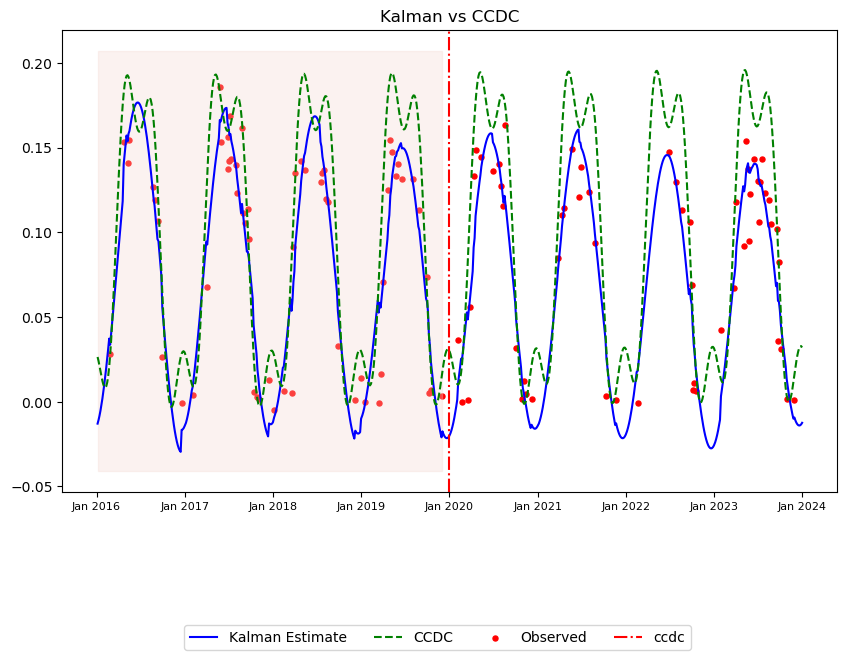 Kalman vs CCDC
0.20
0.15
0.10
0.05
0.00
−0.05
Jan 2016 Jan 2017 Jan 2018 Jan 2019 Jan 2020 Jan 2021 Jan 2022 Jan 2023 Jan 2024
Kalman Estimate CCDC Observed ccdc